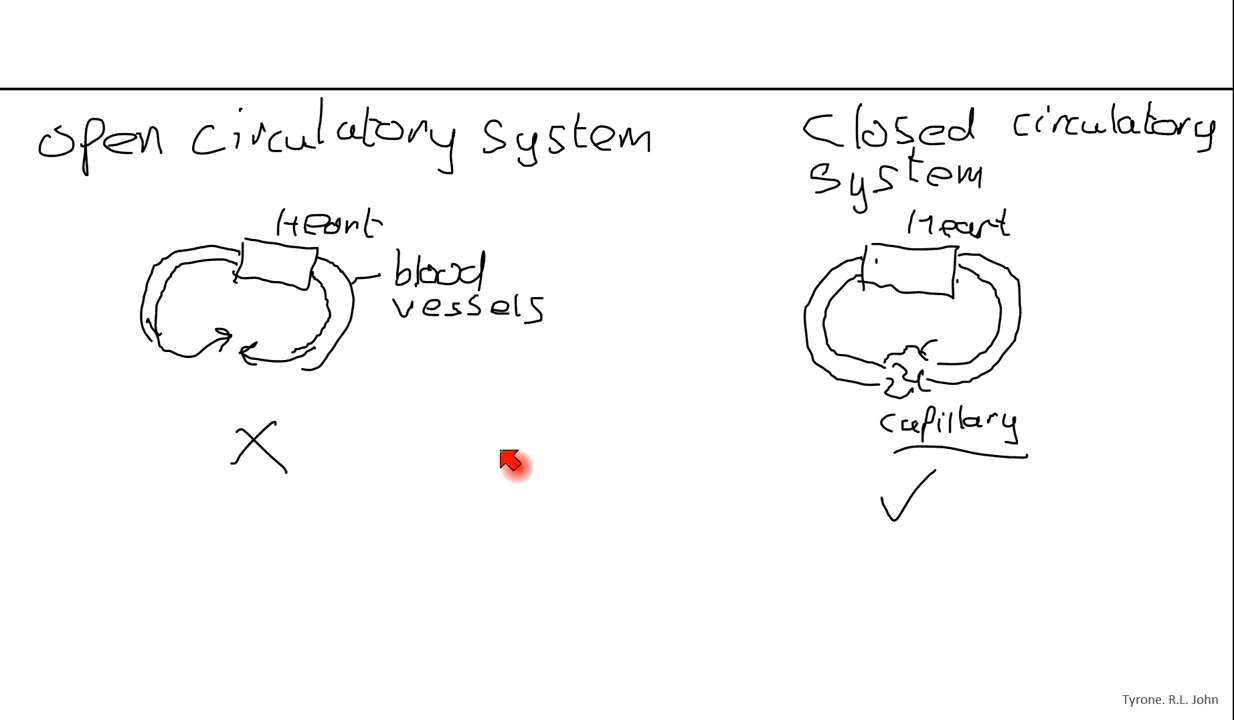 open circulatory system
Heart
blood
vessels
Closed circulatory
system
Heart
capillary
Tyrone. R.L. John